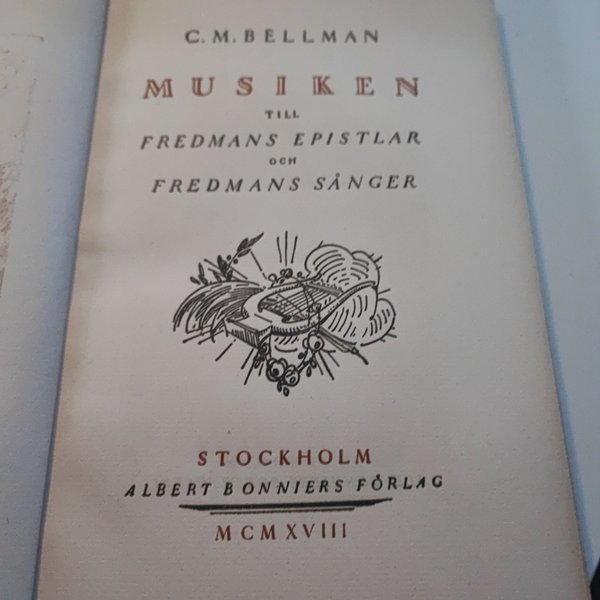 C. M. BELLMAN
MUSIKEN
TILL
FREDMANS EPISTLAR
OCH
FREDMANS SÅNGER
STOCKHOLM
ALBERT BONNIERS FÖRLAG
MCMXVIII